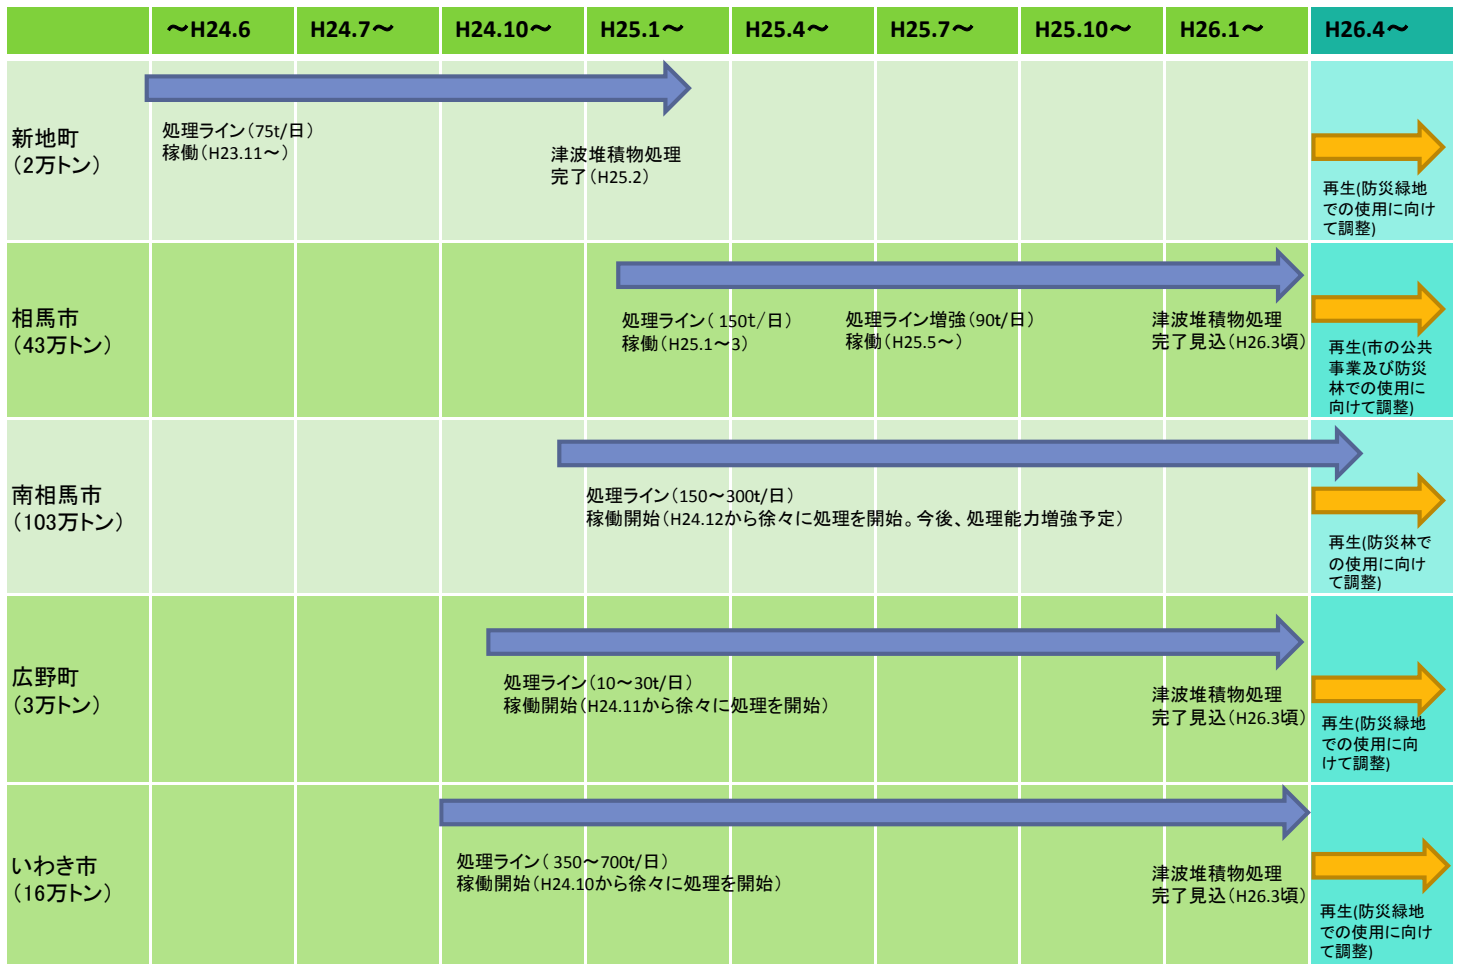 ～H24.6
H24.7～
H24.10～
H25.1～
H25.4～
H25.7～
H25.10～
H26.1～
H26.4～
新地町
（2万トン）
処理ライン（75t/日）
稼働（H23.11～）
津波堆積物処理
完了（H25.2）
再生(防災緑地
での使用に向け
て調整)
相馬市
（43万トン）
処理ライン（ 150t/日）
稼働（H25.1～3）
処理ライン増強（90t/日）
稼働（H25.5～）
津波堆積物処理
完了見込（H26.3頃）
再生(市の公共
事業及び防災
林での使用に
向けて調整)
南相馬市
（103万トン）
処理ライン（150～300t/日）
稼働開始（H24.12から徐々に処理を開始。今後、処理能力増強予定）
再生(防災林で
の使用に向け
て調整)
広野町
（3万トン）
処理ライン（10～30t/日）
稼働開始（H24.11から徐々に処理を開始）
津波堆積物処理
完了見込（H26.3頃）
再生(防災緑地
での使用に向
けて調整)
いわき市
（16万トン）
処理ライン（ 350～700t/日）
稼働開始（H24.10から徐々に処理を開始）
津波堆積物処理
完了見込（H26.3頃）
再生(防災緑地
での使用に向け
て調整)